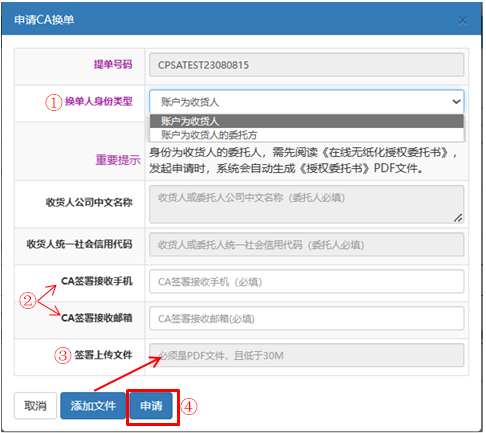 申请CA换单
×
提单号码 CPSATEST23080815
① 换单人身份类型 账户为收货人
账户为收货人
账户为收货人的委托方
重要提示 身份为收货人的委托人，需先阅读《在线无纸化授权委托书》，
发起申请时，系统会自动生成《授权委托书》PDF文件。
收货人公司中文名称 收货人或委托人公司中文名称（委托人必填）
收货人统一社会信用代码 收货人或委托人统一社会信用代码（委托人必填）
② CA签署接收手机 CA签署接收手机（必填）
CA签署接收邮箱 CA签署接收邮箱(必填)
③ 签署上传文件 必须是PDF文件，且低于30M
取消 添加文件 申请 ④